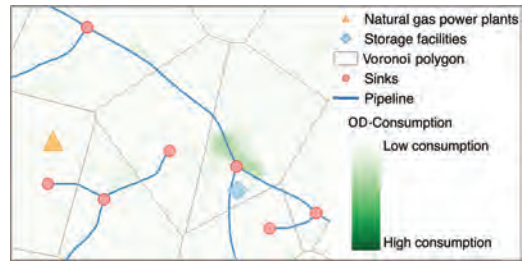 Natural gas power plants
Storage facilities
Voronoi polygon
Sinks
Pipeline
OD-Consumption
Low consumption
High consumption